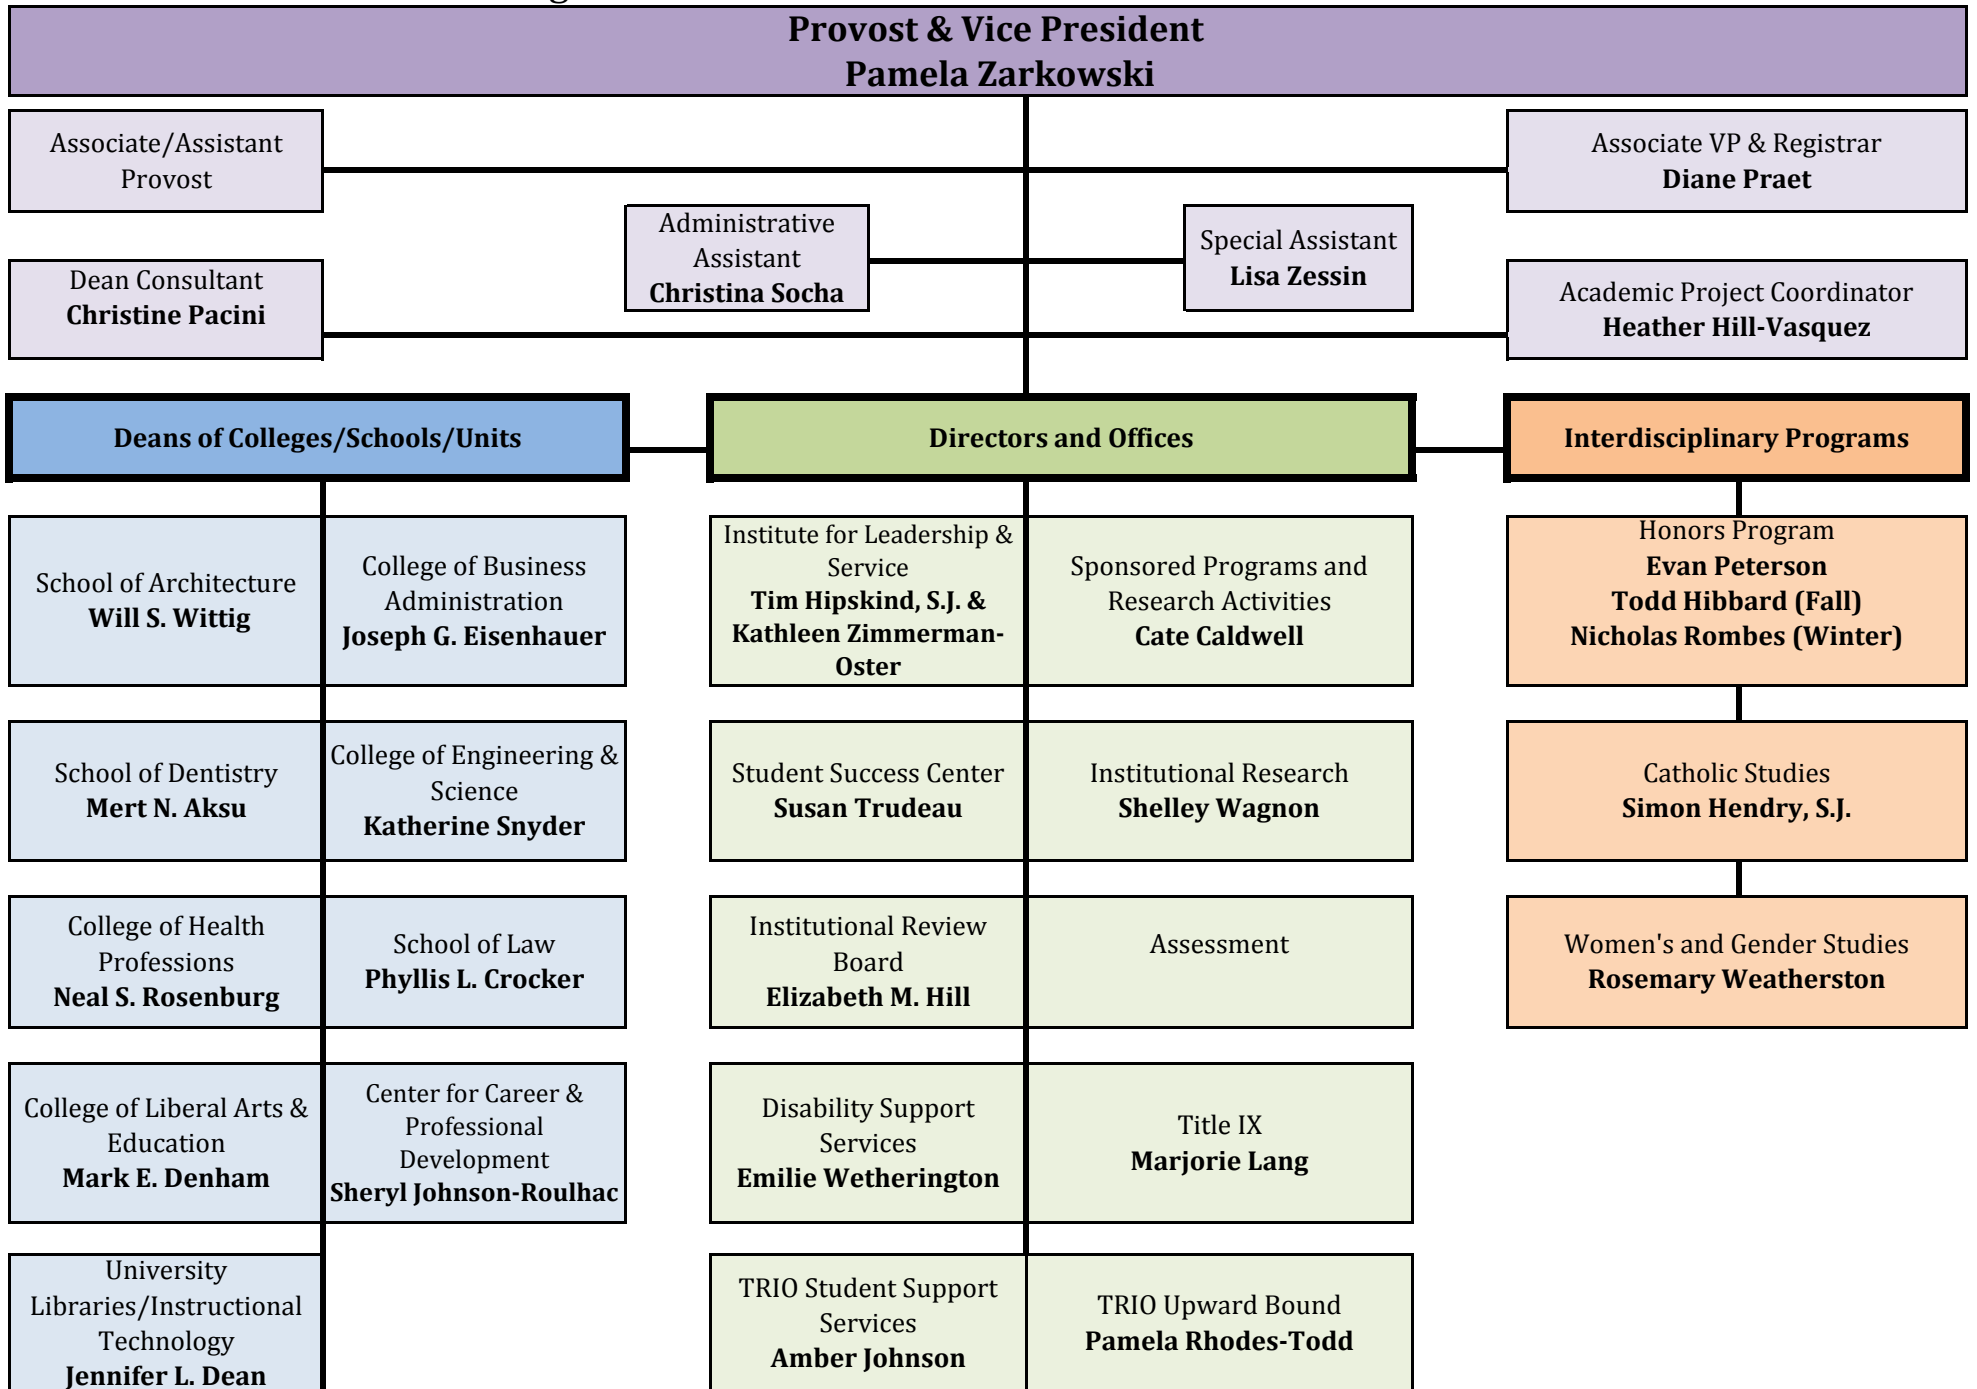 Provost & Vice President
Pamela Zarkowski
Associate/Assistant
Provost
Associate VP & Registrar
Diane Praet
Administrative
Assistant
Christina Socha
Special Assistant
Lisa Zessin
Dean Consultant
Christine Pacini
Academic Project Coordinator
Heather Hill-Vasquez
Deans of Colleges/Schools/Units
Directors and Offices
Interdisciplinary Programs
School of Architecture
Will S. Wittig
College of Business
Administration
Joseph G. Eisenhauer
Institute for Leadership &
Service
Tim Hipskind, S.J. &
Kathleen Zimmerman-
Oster
Sponsored Programs and
Research Activities
Cate Caldwell
Honors Program
Evan Peterson
Todd Hibbard (Fall)
Nicholas Rombes (Winter)
School of Dentistry
Mert N. Aksu
College of Engineering &
Science
Katherine Snyder
Student Success Center
Susan Trudeau
Institutional Research
Shelley Wagnon
Catholic Studies
Simon Hendry, S.J.
College of Health
Professions
Neal S. Rosenburg
School of Law
Phyllis L. Crocker
Institutional Review
Board
Elizabeth M. Hill
Assessment
Women's and Gender Studies
Rosemary Weatherston
College of Liberal Arts &
Education
Mark E. Denham
Center for Career &
Professional
Development
Sheryl Johnson-Roulhac
Disability Support
Services
Emilie Wetherington
Title IX
Marjorie Lang
University
Libraries/Instructional
Technology
Jennifer L. Dean
TRIO Student Support
Services
Amber Johnson
TRIO Upward Bound
Pamela Rhodes-Todd